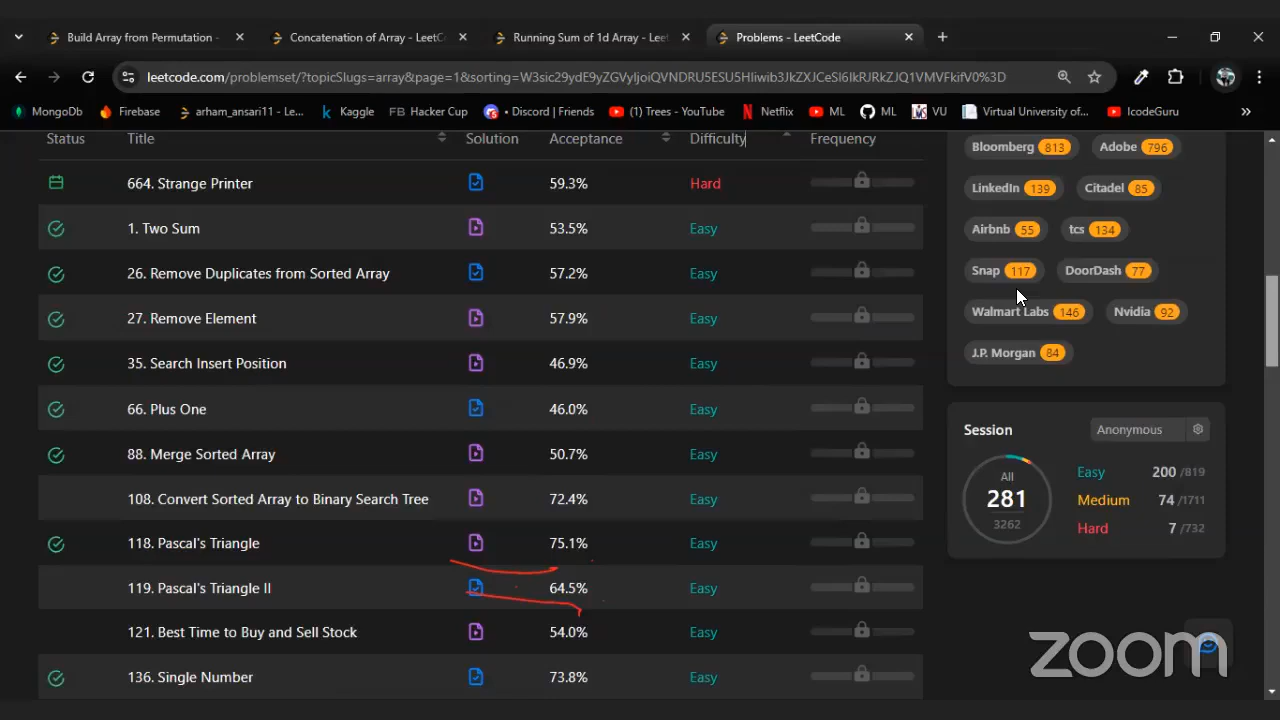 Build Array from Permutation -
Concatenation of Array - LeetC
Running Sum of 1d Array - Leet
Problems - LeetCode
leetcode.com/problemset/?topicSlugs=array&page=1&sorting=W3sic29ydE9yZGVyIjoiQVNDRU5ESU5HIiwib3JkZXJCeSI6IkRJRkZJQ1VMVFkifV0%3D
MongoDB
Firebase
arham_ansari11 - Le...
Kaggle
FB Hacker Cup
• Discord | Friends
(1) Trees - YouTube
Netflix
ML
ML
VU
Virtual University of...
IcodeGuru
Status Title Solution Acceptance Difficulty Frequency
664. Strange Printer 59.3% Hard
1. Two Sum 53.5% Easy
26. Remove Duplicates from Sorted Array 57.2% Easy
27. Remove Element 57.9% Easy
35. Search Insert Position 46.9% Easy
66. Plus One 46.0% Easy
88. Merge Sorted Array 50.7% Easy
108. Convert Sorted Array to Binary Search Tree 72.4% Easy
118. Pascal's Triangle 75.1% Easy
119. Pascal's Triangle II 64.5% Easy
121. Best Time to Buy and Sell Stock 54.0% Easy
136. Single Number 73.8% Easy
Bloomberg 813 Adobe 796
LinkedIn 139 Citadel 85
Airbnb 55 tcs 134
Snap 117 DoorDash 77
Walmart Labs 146 Nvidia 92
J.P. Morgan 84
Session Anonymous
All
281
3262
Easy 200 /819
Medium 74 /1711
Hard 7 /732
zoom